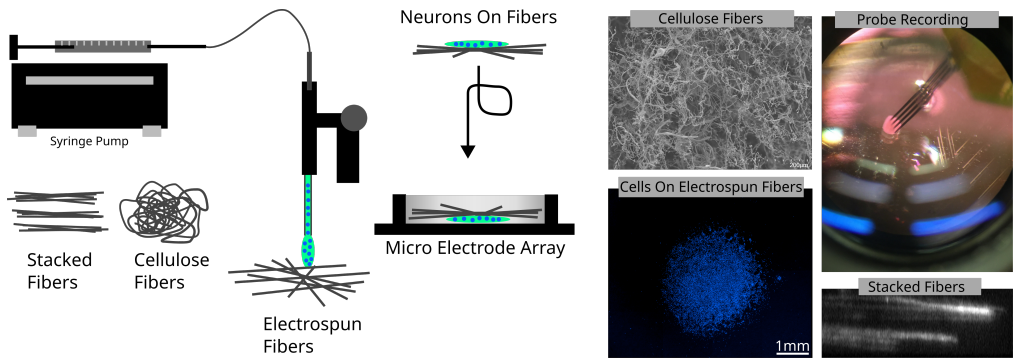 Syringe Pump
Stacked
Fibers
Cellulose
Fibers
Electrospun
Fibers
Neurons On Fibers
Micro Electrode Array
Cellulose Fibers
200µm
Cells On Electrospun Fibers
1mm
Probe Recording
Stacked Fibers